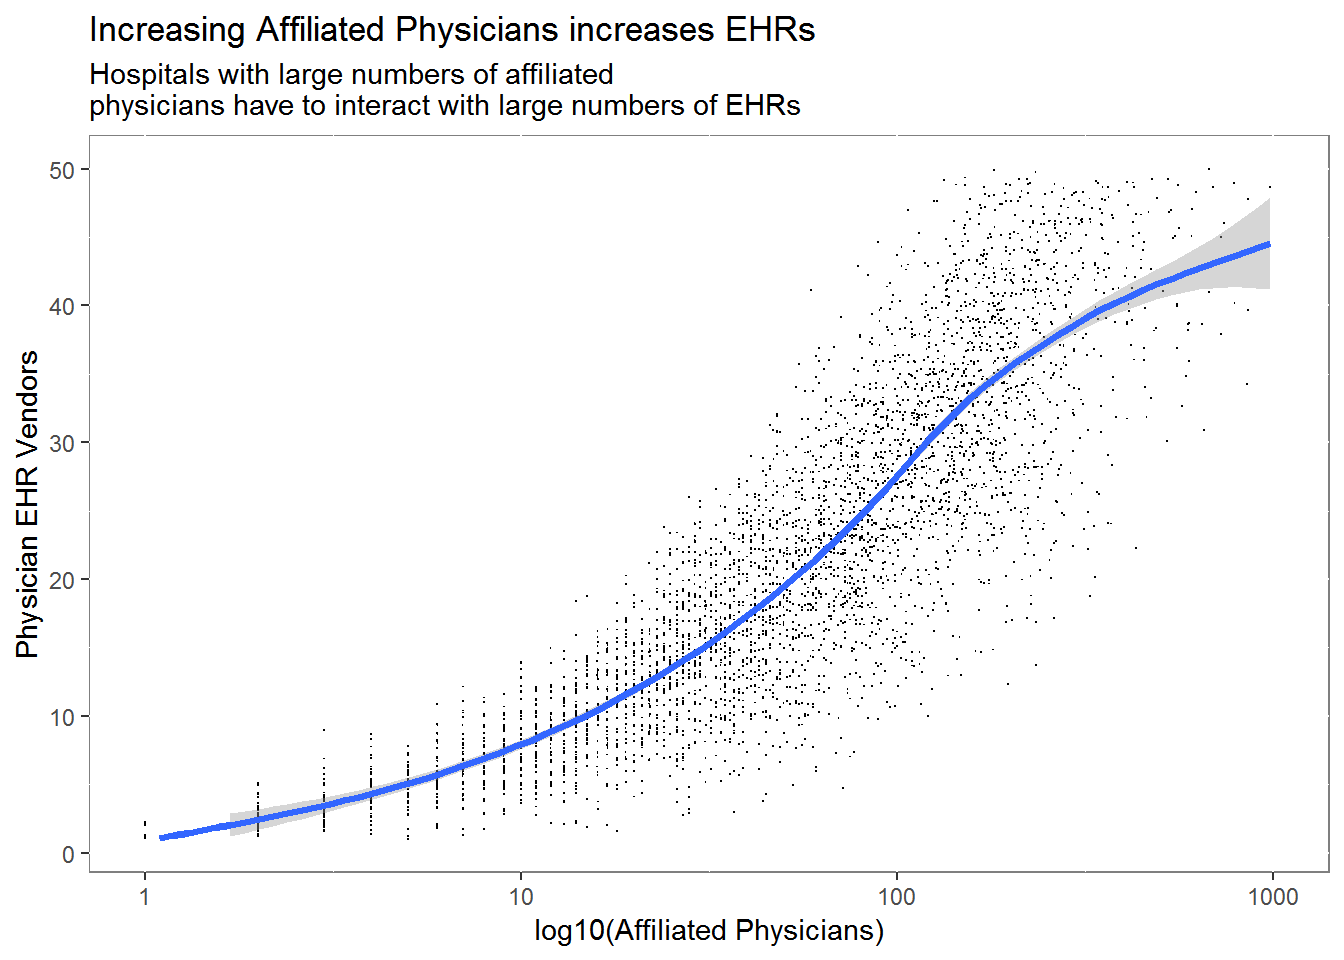 Increasing Affiliated Physicians increases EHRs
Hospitals with large numbers of affiliated
physicians have to interact with large numbers of EHRs
Physician EHR Vendors
50
40
30
20
10
0
1 10 100 1000
log10(Affiliated Physicians)